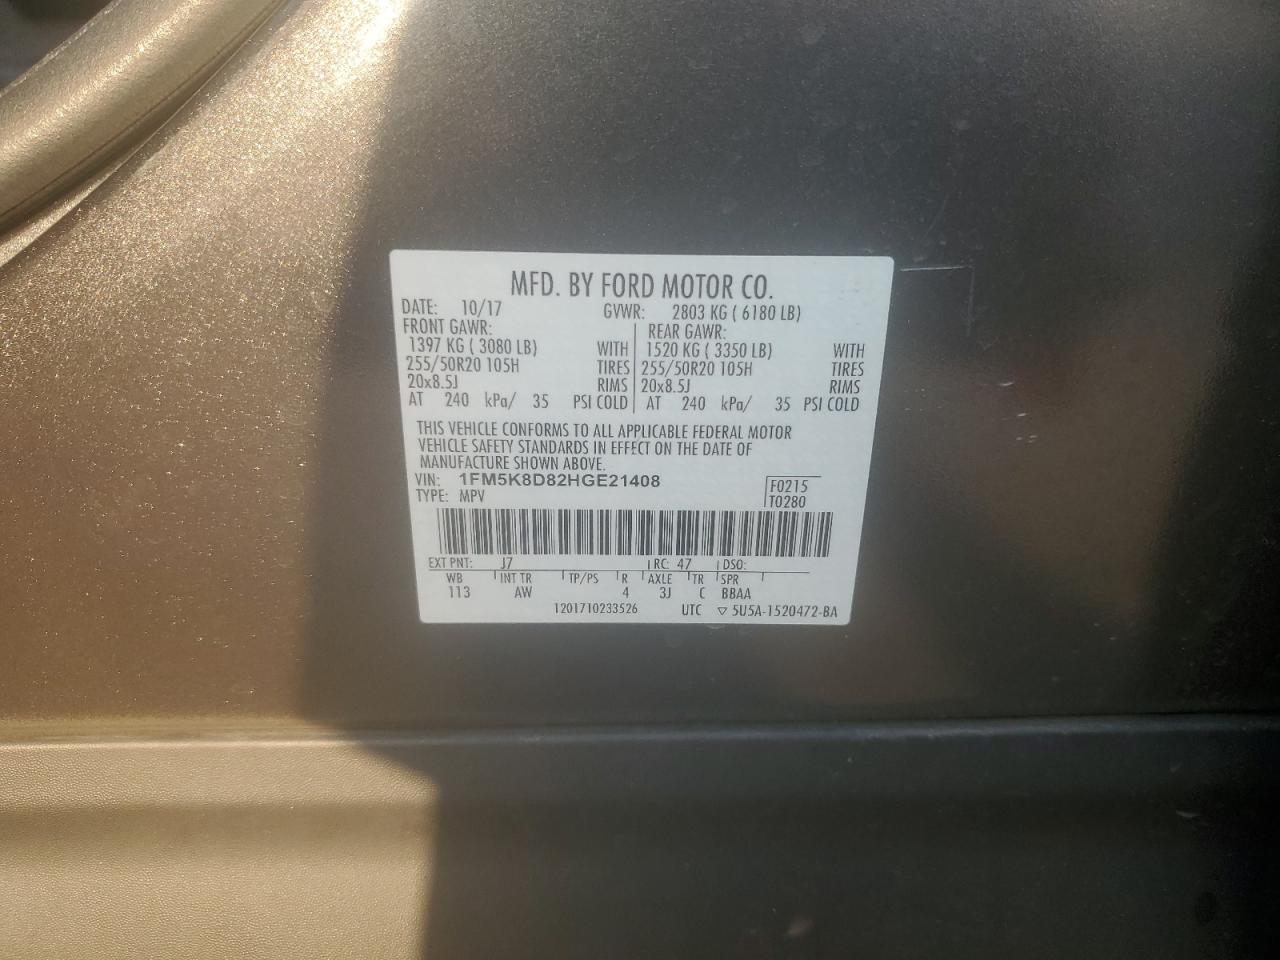 MFD. BY FORD MOTOR CO.
DATE: 10/17 GVWR: 2803 KG ( 6180 LB)
FRONT GAWR: REAR GAWR:
1397 KG ( 3080 LB) WITH 1520 KG ( 3350 LB) WITH
255/50R20 105H TIRES 255/50R20 105H TIRES
20x8.5J RIMS 20x8.5J RIMS
AT 240 kPa/ 35 PSI COLD AT 240 kPa/ 35 PSI COLD
THIS VEHICLE CONFORMS TO ALL APPLICABLE FEDERAL MOTOR
VEHICLE SAFETY STANDARDS IN EFFECT ON THE DATE OF
MANUFACTURE SHOWN ABOVE.
VIN: 1FM5K8D82HGE21408 F0215
TYPE: MPV T0280
EXT PNT: J7 RC: 47 DSO:
WB INT TR TP/PS R AXLE TR SPR
113 AW 4 3J C BBAA
1201710233526 UTC ▽ 5U5A-1520472-BA